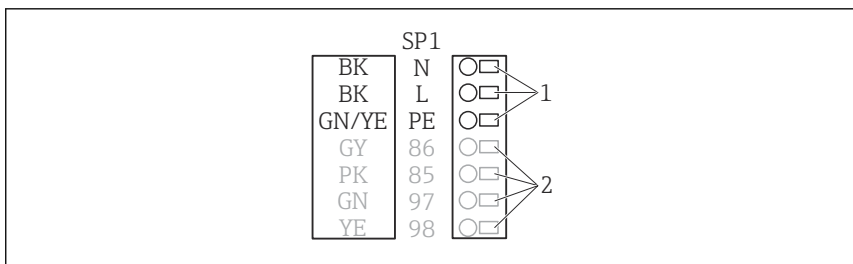 SP1
BK N
BK L 1
GN/YE PE
GY 86
PK 85 2
GN 97
YE 98